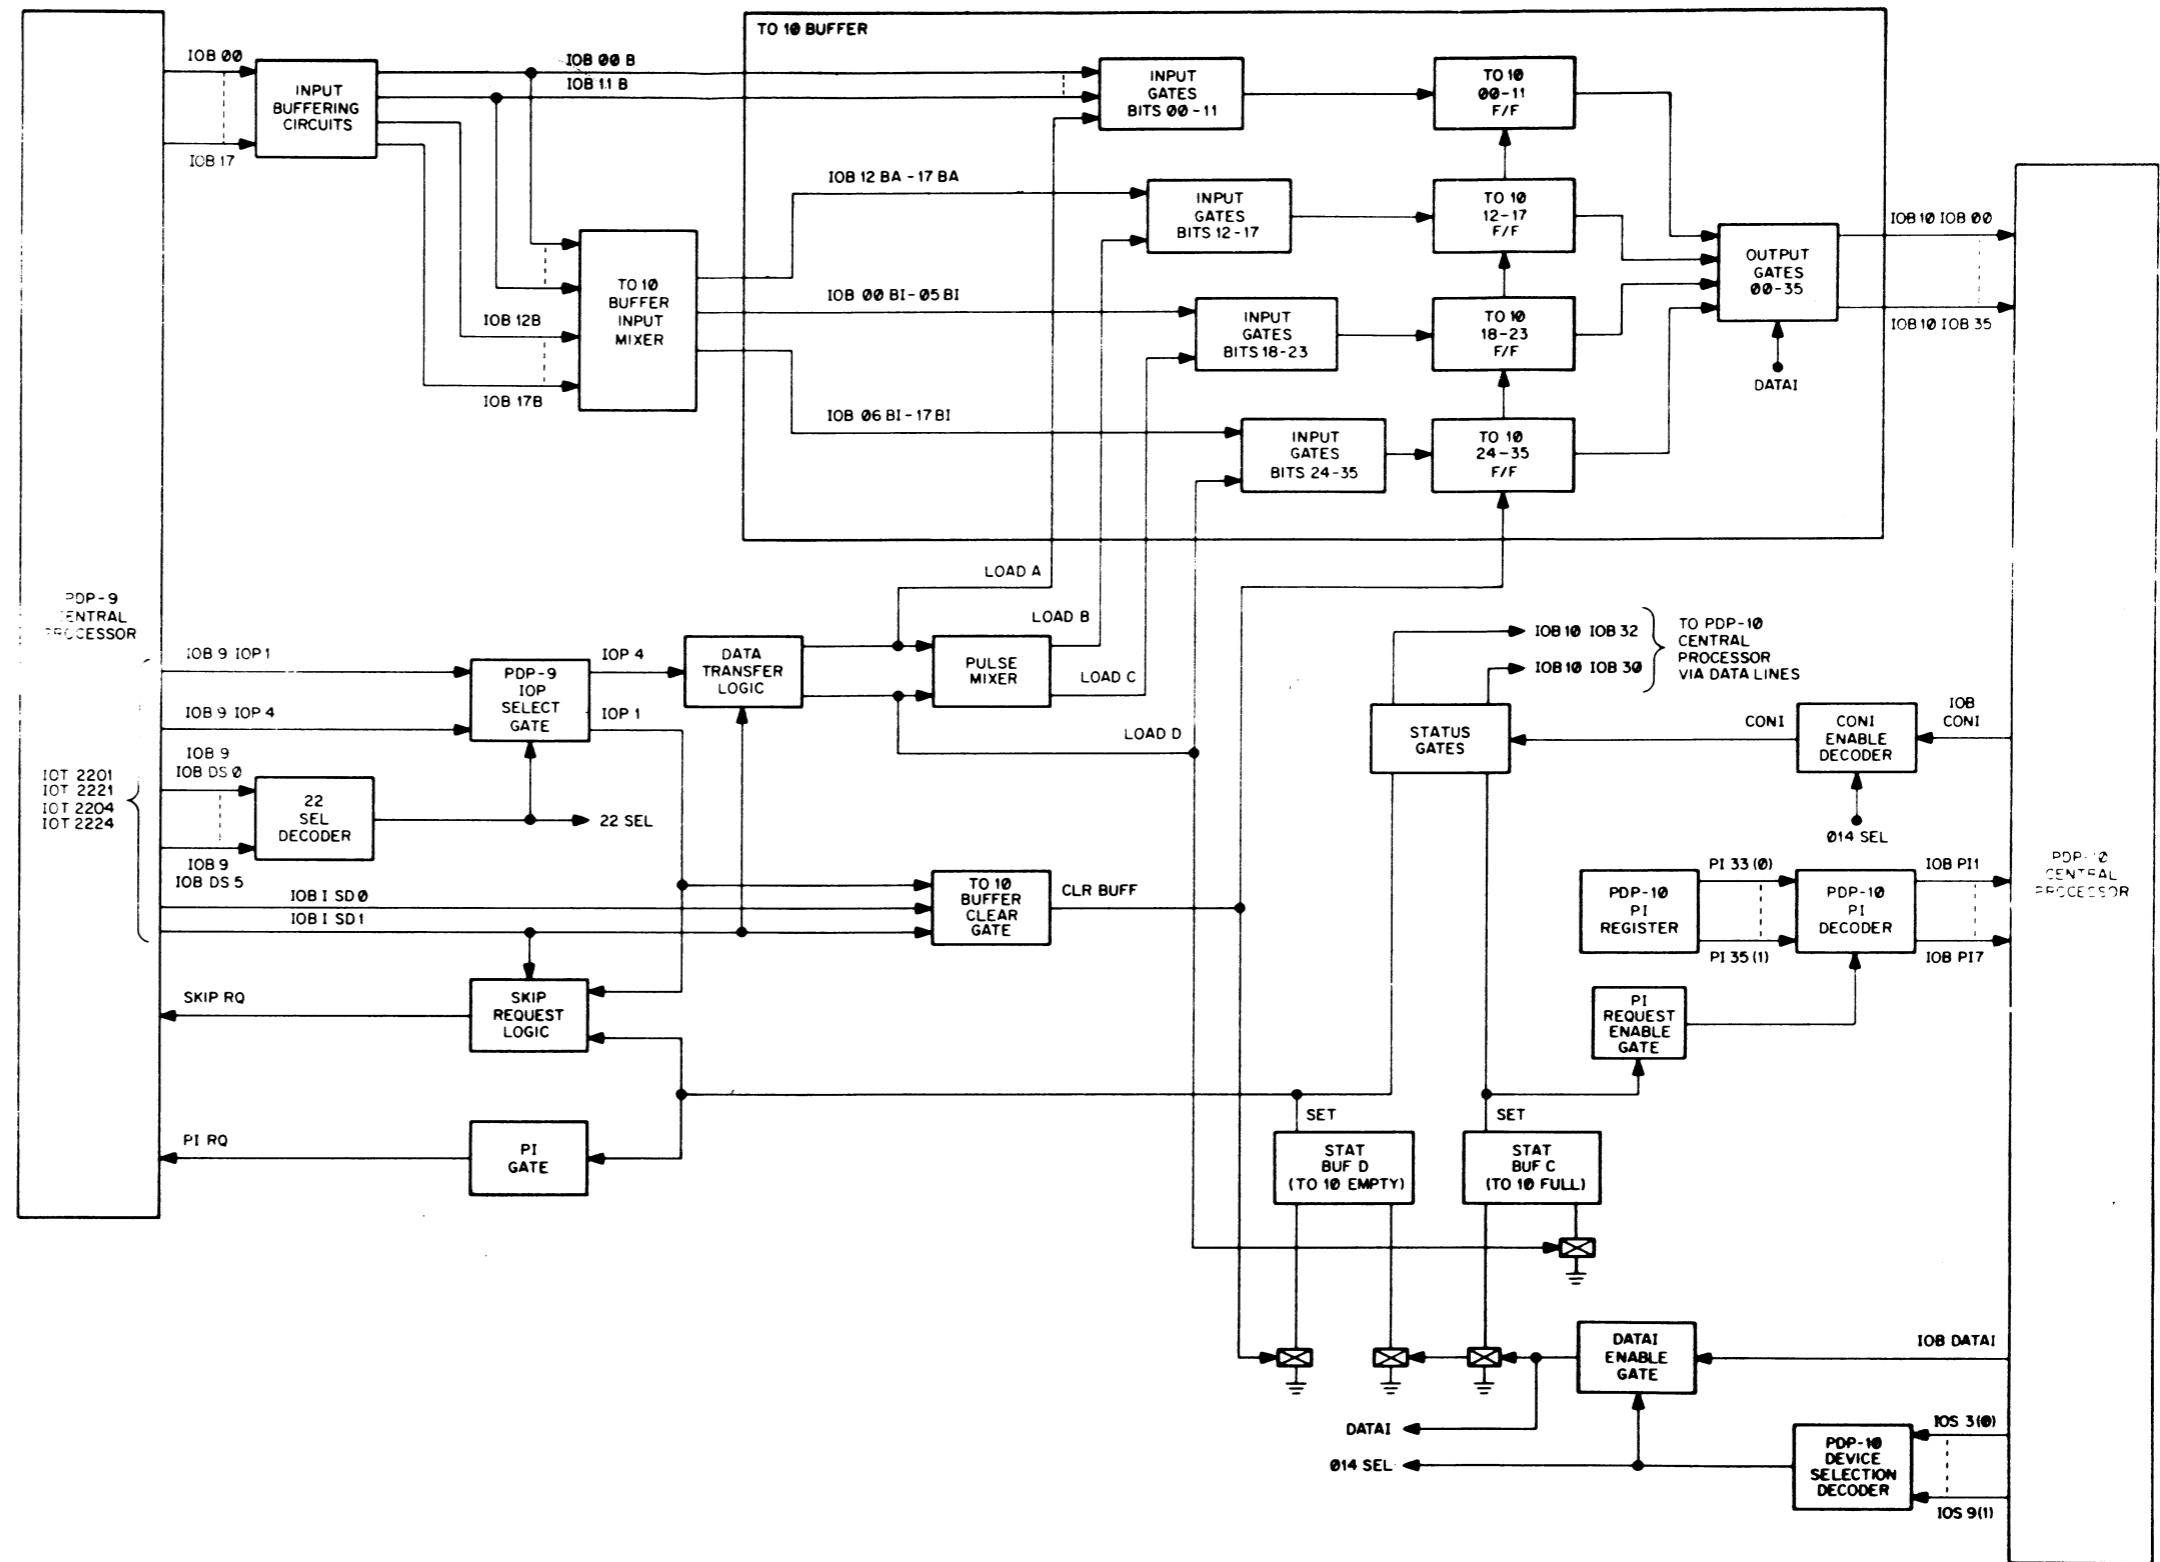 TO 10 BUFFER
IOB 00
IOB 17
INPUT
BUFFERING
CIRCUITS
IOB 00 B
IOB 11 B
INPUT
GATES
BITS 00-11
TO 10
00-11
F/F
IOB 12 BA - 17 BA
INPUT
GATES
BITS 12-17
TO 10
12-17
F/F
TO 10
BUFFER
INPUT
MIXER
IOB 12B
IOB 17B
IOB 00 BI-05 BI
INPUT
GATES
BITS 18-23
TO 10
18-23
F/F
IOB 06 BI-17 BI
INPUT
GATES
BITS 24-35
TO 10
24-35
F/F
OUTPUT
GATES
00-35
DATAI
IOB 10 IOB 00
IOB 10 IOB 35
PDP-9
CENTRAL
PROCESSOR
LOAD A
LOAD B
LOAD C
LOAD D
IOB 9 IOP 1
IOB 9 IOP 4
PDP-9
IOP
SELECT
GATE
IOP 4
IOP 1
DATA
TRANSFER
LOGIC
PULSE
MIXER
IOB 10 IOB 32
IOB 10 IOB 30
TO PDP-10
CENTRAL
PROCESSOR
VIA DATA LINES
STATUS
GATES
CONI
CONI
ENABLE
DECODER
IOB
CONI
014 SEL
IOT 2201
IOT 2221
IOT 2204
IOT 2224
IOB 9
IOB DS 0
IOB 9
IOB DS 5
22
SEL
DECODER
22 SEL
IOB I SD 0
IOB I SD 1
TO 10
BUFFER
CLEAR
GATE
CLR BUFF
PDP-10
PI
REGISTER
PI 33 (0)
PI 35 (1)
PDP-10
PI
DECODER
IOB PI1
IOB PI7
PDP-10
CENTRAL
PROCESSOR
PI
REQUEST
ENABLE
GATE
SKIP RQ
SKIP
REQUEST
LOGIC
PI RQ
PI
GATE
SET
STAT
BUF D
(TO 10 EMPTY)
SET
STAT
BUF C
(TO 10 FULL)
DATAI
ENABLE
GATE
IOB DATAI
DATAI
014 SEL
PDP-10
DEVICE
SELECTION
DECODER
IOS 3(0)
IOS 9(1)